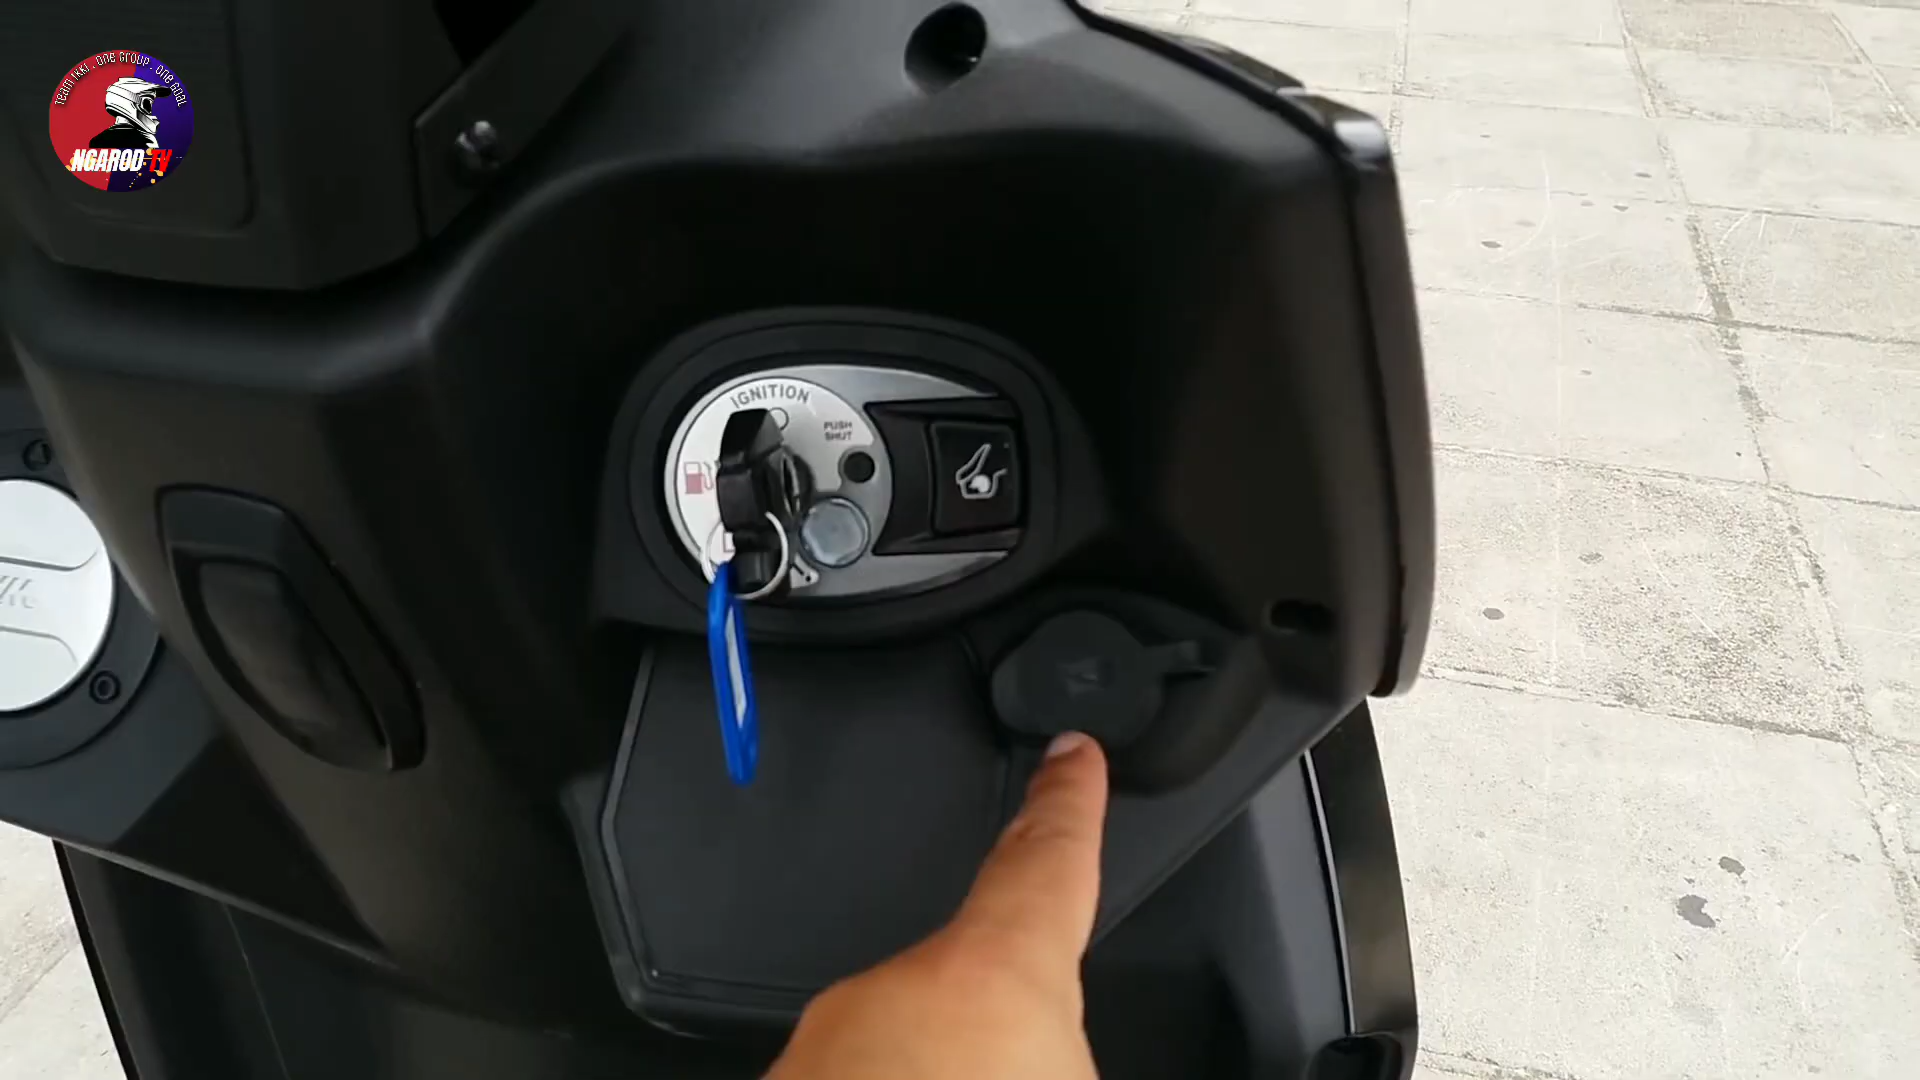 TEAM IKKI . ONE GROUP . ONE GOAL
NGAROD TV
IGNITION
PUSH
SHUT